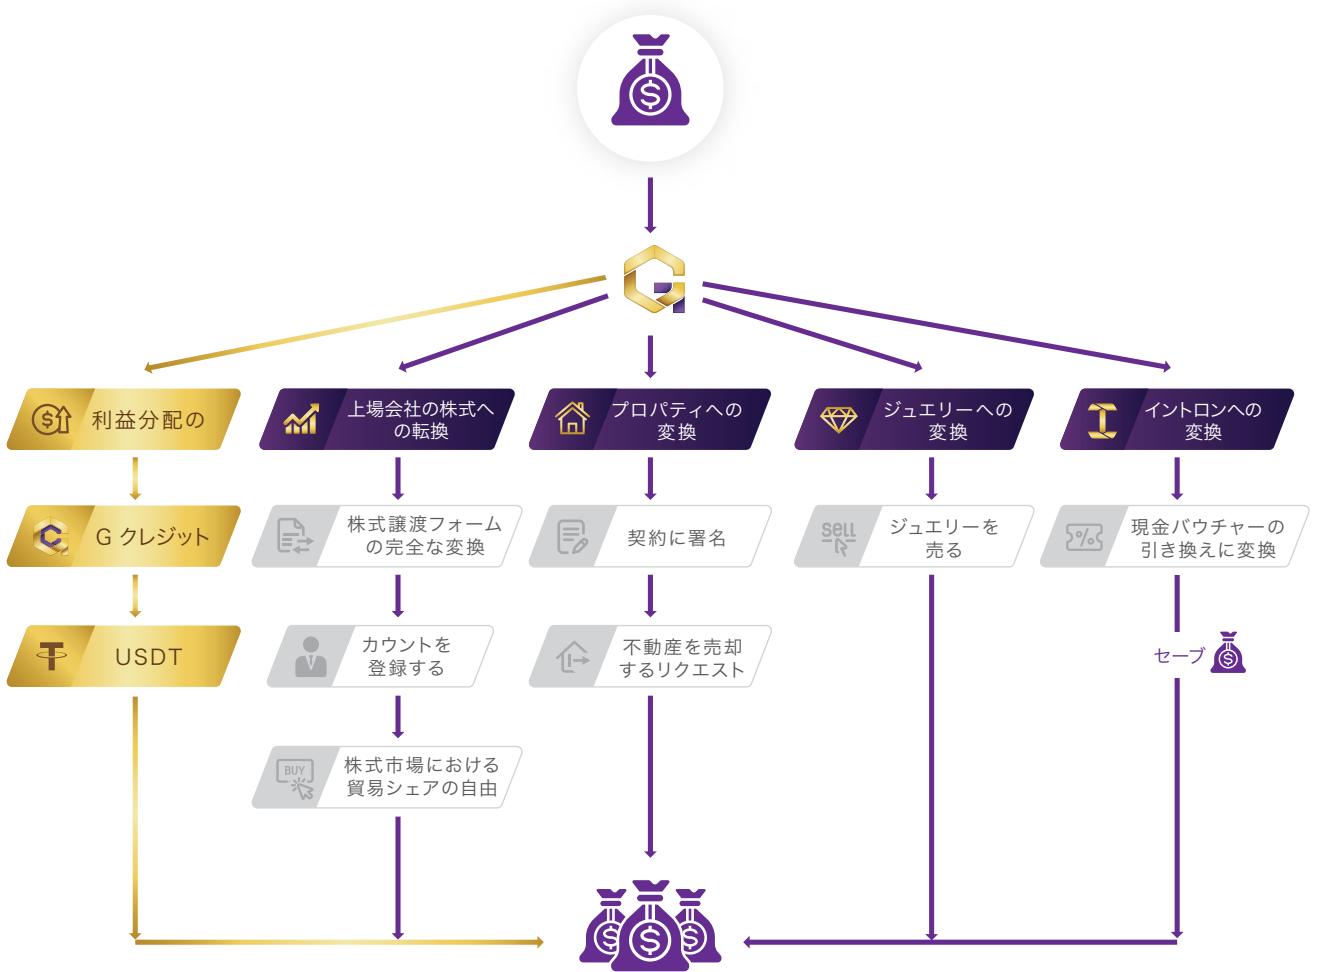 利益分配の
上場会社の株式へ
の転換
プロパティへの
変換
ジュエリーへの
変換
イントロンへの
変換
G クレジット
株式譲渡フォーム
の完全な変換
契約に署名
sell
ジュエリーを
売る
現金バウチャーの
引き換えに変換
USDT
カウントを
登録する
不動産を売却
するリクエスト
セーブ
BUY
株式市場における
貿易シェアの自由